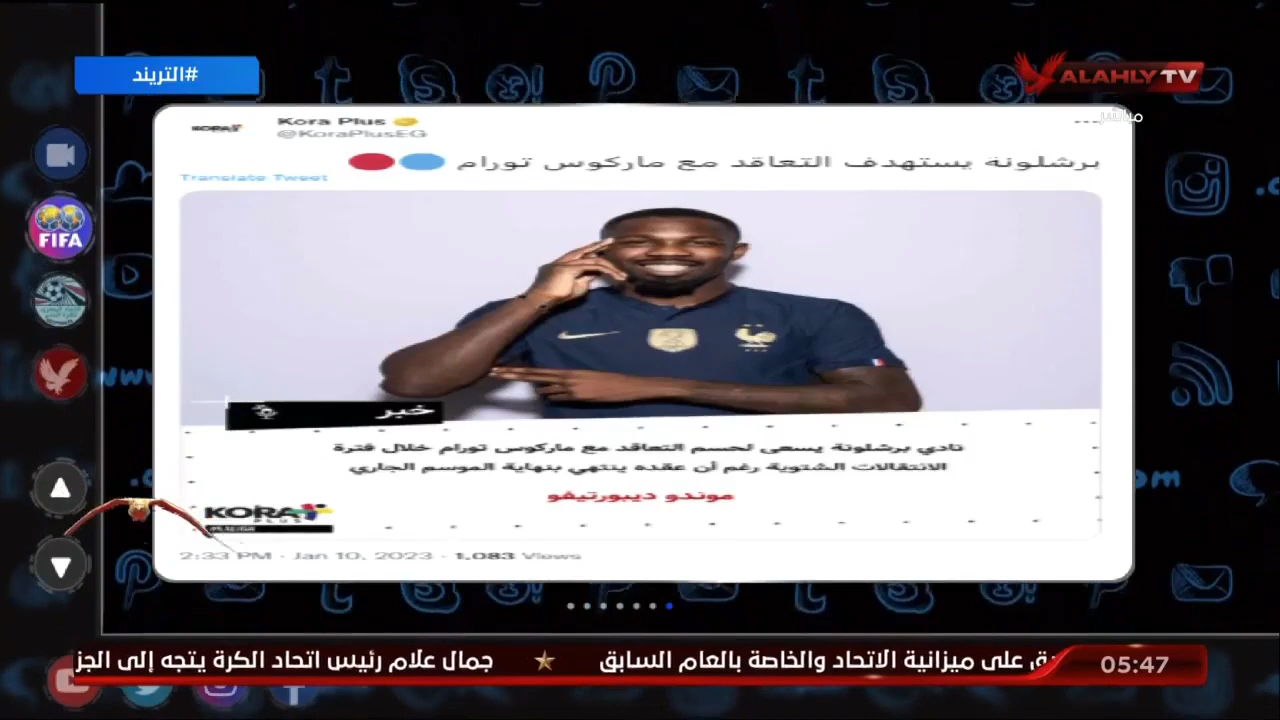 #التريند
ALAHLY TV
مباشر
KORA
Kora Plus
@KoraPlusEG
برشلونة يستهدف التعاقد مع ماركوس تورام
Translate Tweet
FIFA
خبر
نادي برشلونة يسعى لحسم التعاقد مع ماركوس تورام خلال فترة
الانتقالات الشتوية رغم أن عقده ينتهي بنهاية الموسم الجاري
موندو ديبورتيفو
KORA
PLUS
2:33 PM · Jan 10, 2023 · 1,083 Views
على ميزانية الاتحاد والخاصة بالعام السابق ★ جمال علام رئيس اتحاد الكرة يتجه إلى الجز
05:47